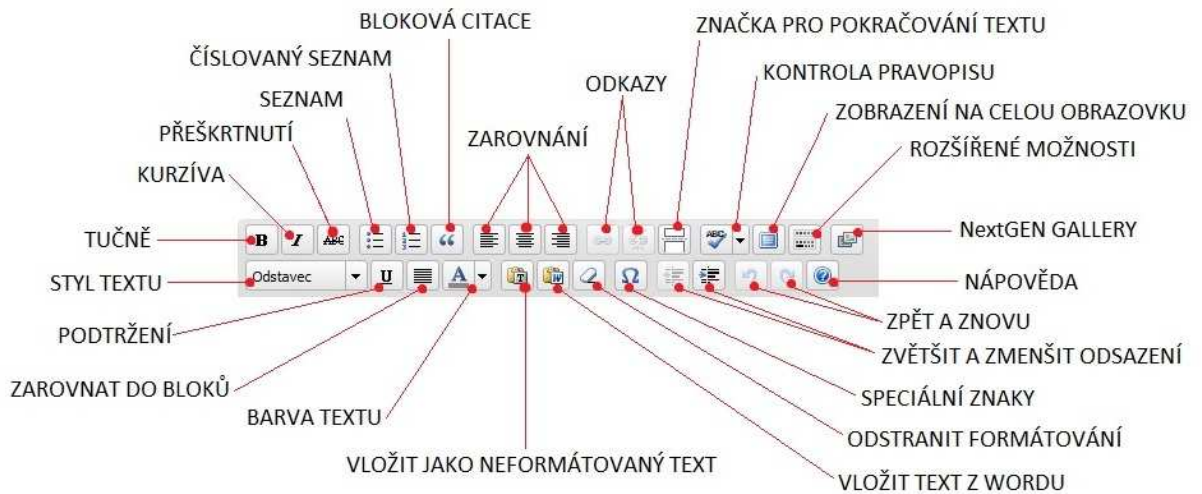 BLOKOVÁ CITACE
ZNAČKA PRO POKRAČOVÁNÍ TEXTU
ČÍSLOVANÝ SEZNAM
ODKAZY
KONTROLA PRAVOPISU
SEZNAM
ZOBRAZENÍ NA CELOU OBRAZOVKU
PŘEŠKRTNUTÍ
ZAROVNÁNÍ
ROZŠÍŘENÉ MOŽNOSTI
KURZÍVA
TUČNĚ
B I ABC ABC
NextGEN GALLERY
STYL TEXTU
Odstavec U A T W Ω ?
NÁPOVĚDA
PODTRŽENÍ
ZPĚT A ZNOVU
ZVĚTŠIT A ZMENŠIT ODSAZENÍ
ZAROVNAT DO BLOKŮ
SPECIÁLNÍ ZNAKY
BARVA TEXTU
ODSTRANIT FORMÁTOVÁNÍ
VLOŽIT JAKO NEFORMÁTOVANÝ TEXT
VLOŽIT TEXT Z WORDU